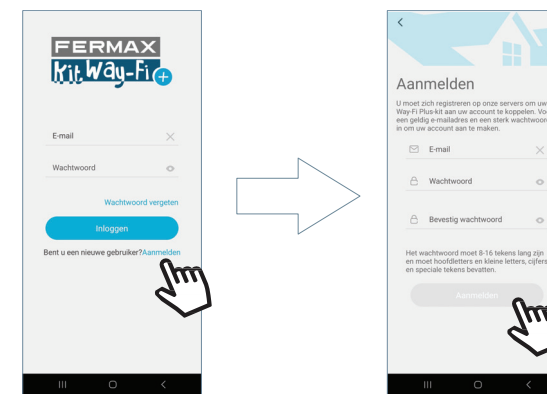 FERMAX
Kit Way-Fi+
E-mail
Wachtwoord
Wachtwoord vergeten
Inloggen
Bent u een nieuwe gebruiker?Aanmelden
Aanmelden
U moet zich registreren op onze servers om uw
Way-Fi Plus-kit aan uw account te koppelen.
een geldig e-mailadres en een sterk wachtwoord
in om uw account aan te maken.
E-mail
Wachtwoord
Bevestig wachtwoord
Het wachtwoord moet 8-16 tekens lang zijn
en moet hoofdletters en kleine letters, cijfers
en speciale tekens bevatten.
Aanmelden